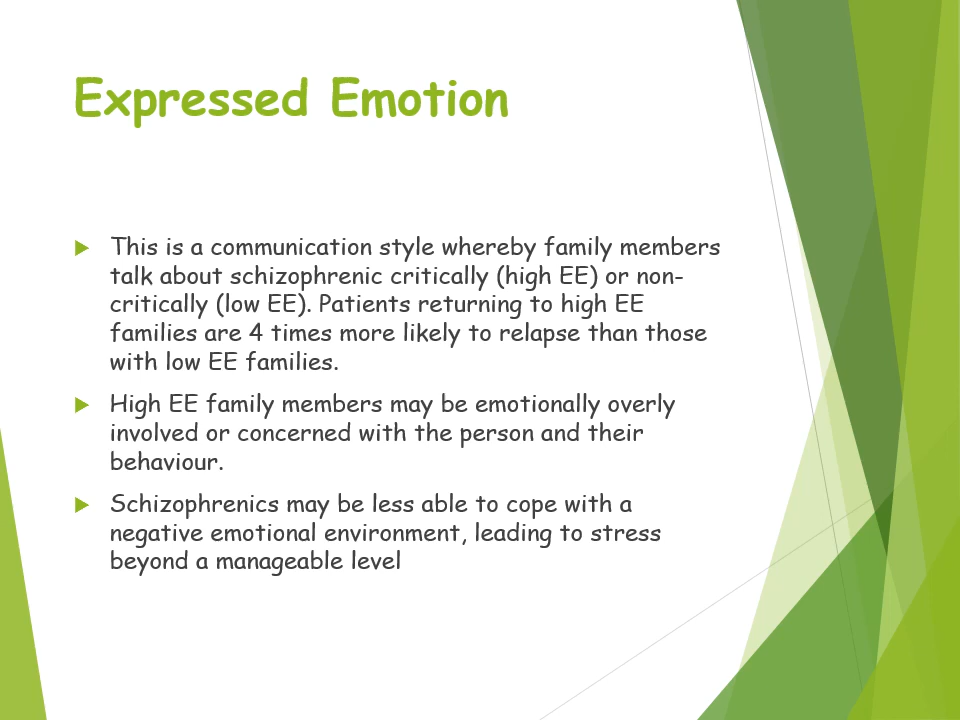 Expressed Emotion
This is a communication style whereby family members
talk about schizophrenic critically (high EE) or non-
critically (low EE). Patients returning to high EE
families are 4 times more likely to relapse than those
with low EE families.
High EE family members may be emotionally overly
involved or concerned with the person and their
behaviour.
Schizophrenics may be less able to cope with a
negative emotional environment, leading to stress
beyond a manageable level